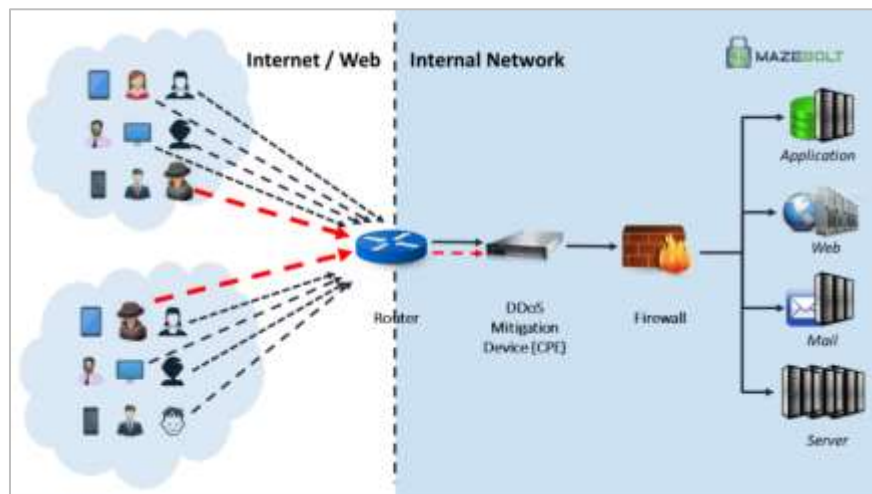 Internet / Web
Internal Network
MAZEBOLT
Application
Web
Router
DDoS
Mitigation
Device (CPE)
Firewall
Mail
Server